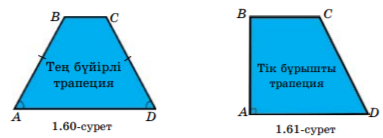 B C
Тең бүйірлі
трапеция
A D
1.60-сурет
B C
Тік бұрышты
трапеция
A D
1.61-сурет